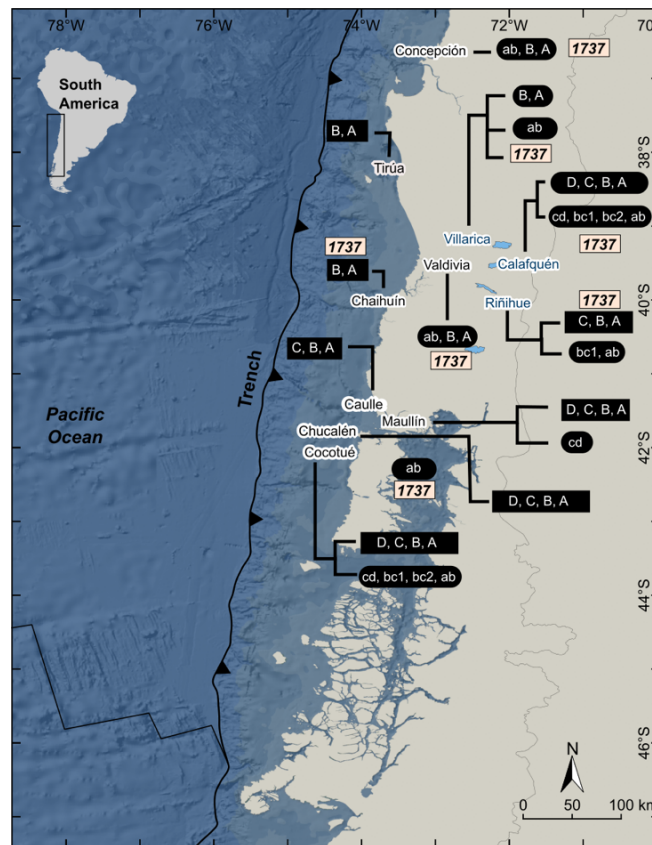 78°W
76°W
74°W
72°W
70
South
America
Concepción
ab, B, A
1737
B, A
B, A
ab
1737
38°S
Tirúa
D, C, B, A
cd, bc1, bc2, ab
1737
Villarica
Calafquén
1737
B, A
Valdivia
Chaihuín
Riñihue
1737
40°S
C, B, A
bc1, ab
ab, B, A
1737
C, B, A
Trench
Caulle
Maullín
D, C, B, A
cd
Pacific
Ocean
Chucalén
Cocotué
42°S
ab
1737
D, C, B, A
D, C, B, A
cd, bc1, bc2, ab
44°S
46°S
N
0 50 100 km